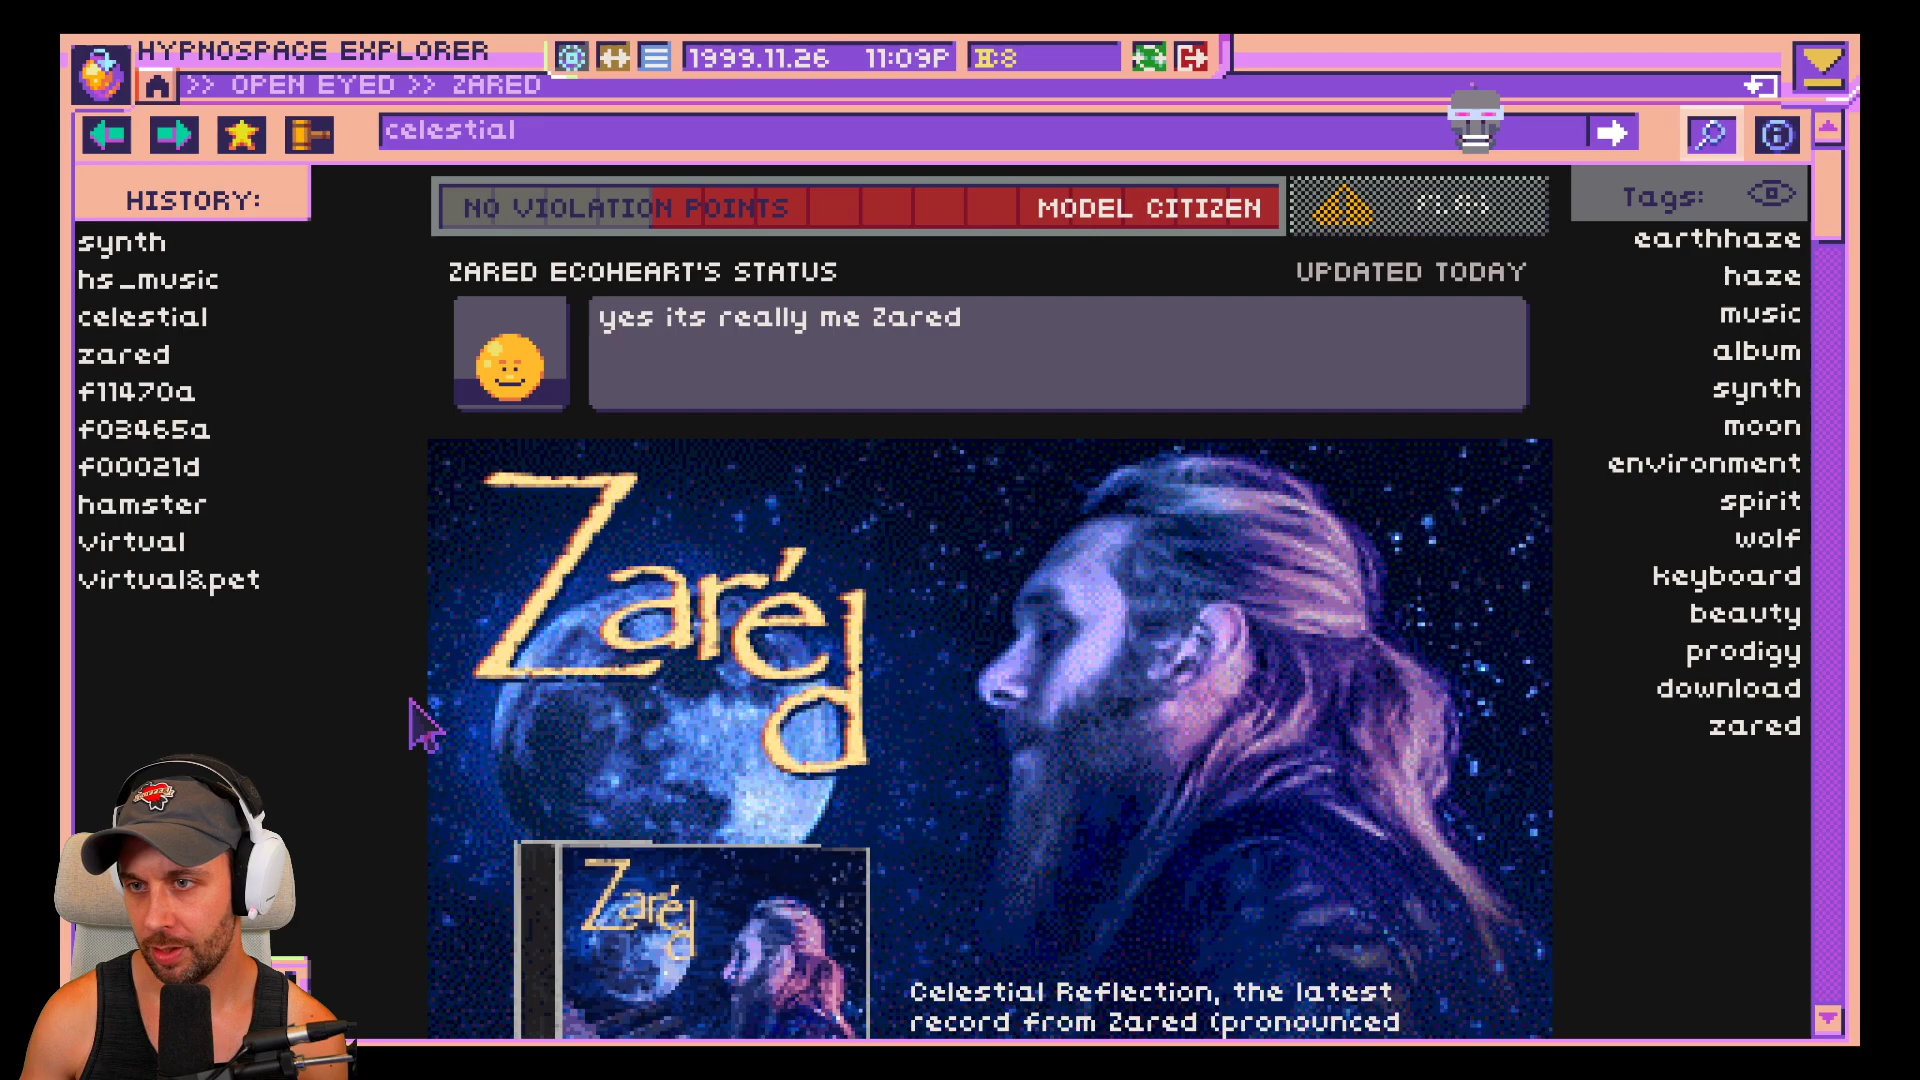 HYPNOSPACE EXPLORER
1999.11.26 11:09P
>> OPEN EYED >> ZARED
celestial
HISTORY:
synth
hs_music
celestial
zared
f11470a
f03465a
f00021d
hamster
virtual
virtual&pet
NO VIOLATION POINTS
MODEL CITIZEN
ZARED ECOHEART'S STATUS
UPDATED TODAY
yes its really me Zared
Zaréd
Zaréd
Celestial Reflection, the latest
record from Zared (pronounced
Tags:
earthhaze
haze
music
album
synth
moon
environment
spirit
wolf
keyboard
beauty
prodigy
download
zared